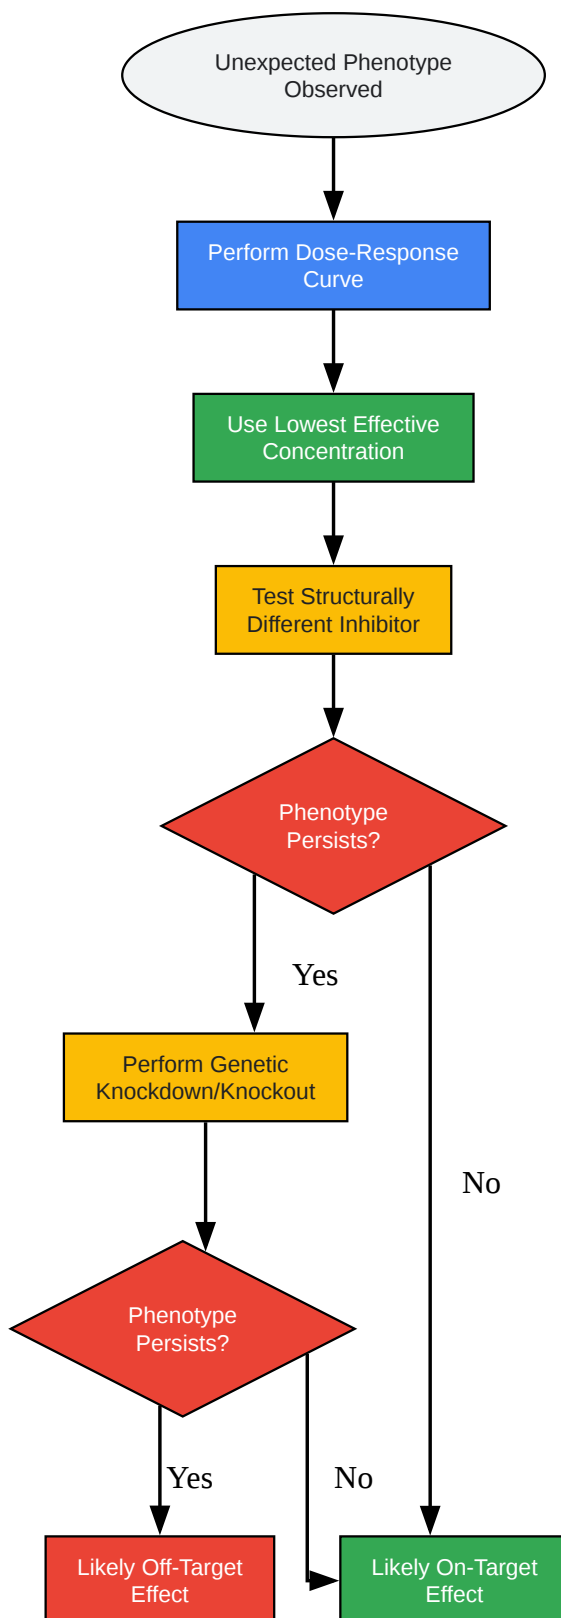 Unexpected Phenotype
Observed
Perform Dose-Response
Curve
Use Lowest Effective
Concentration
Test Structurally
Different Inhibitor
Phenotype
Persists?
Yes
Perform Genetic
Knockdown/Knockout
No
Phenotype
Persists?
Yes
No
Likely Off-Target
Effect
Likely On-Target
Effect